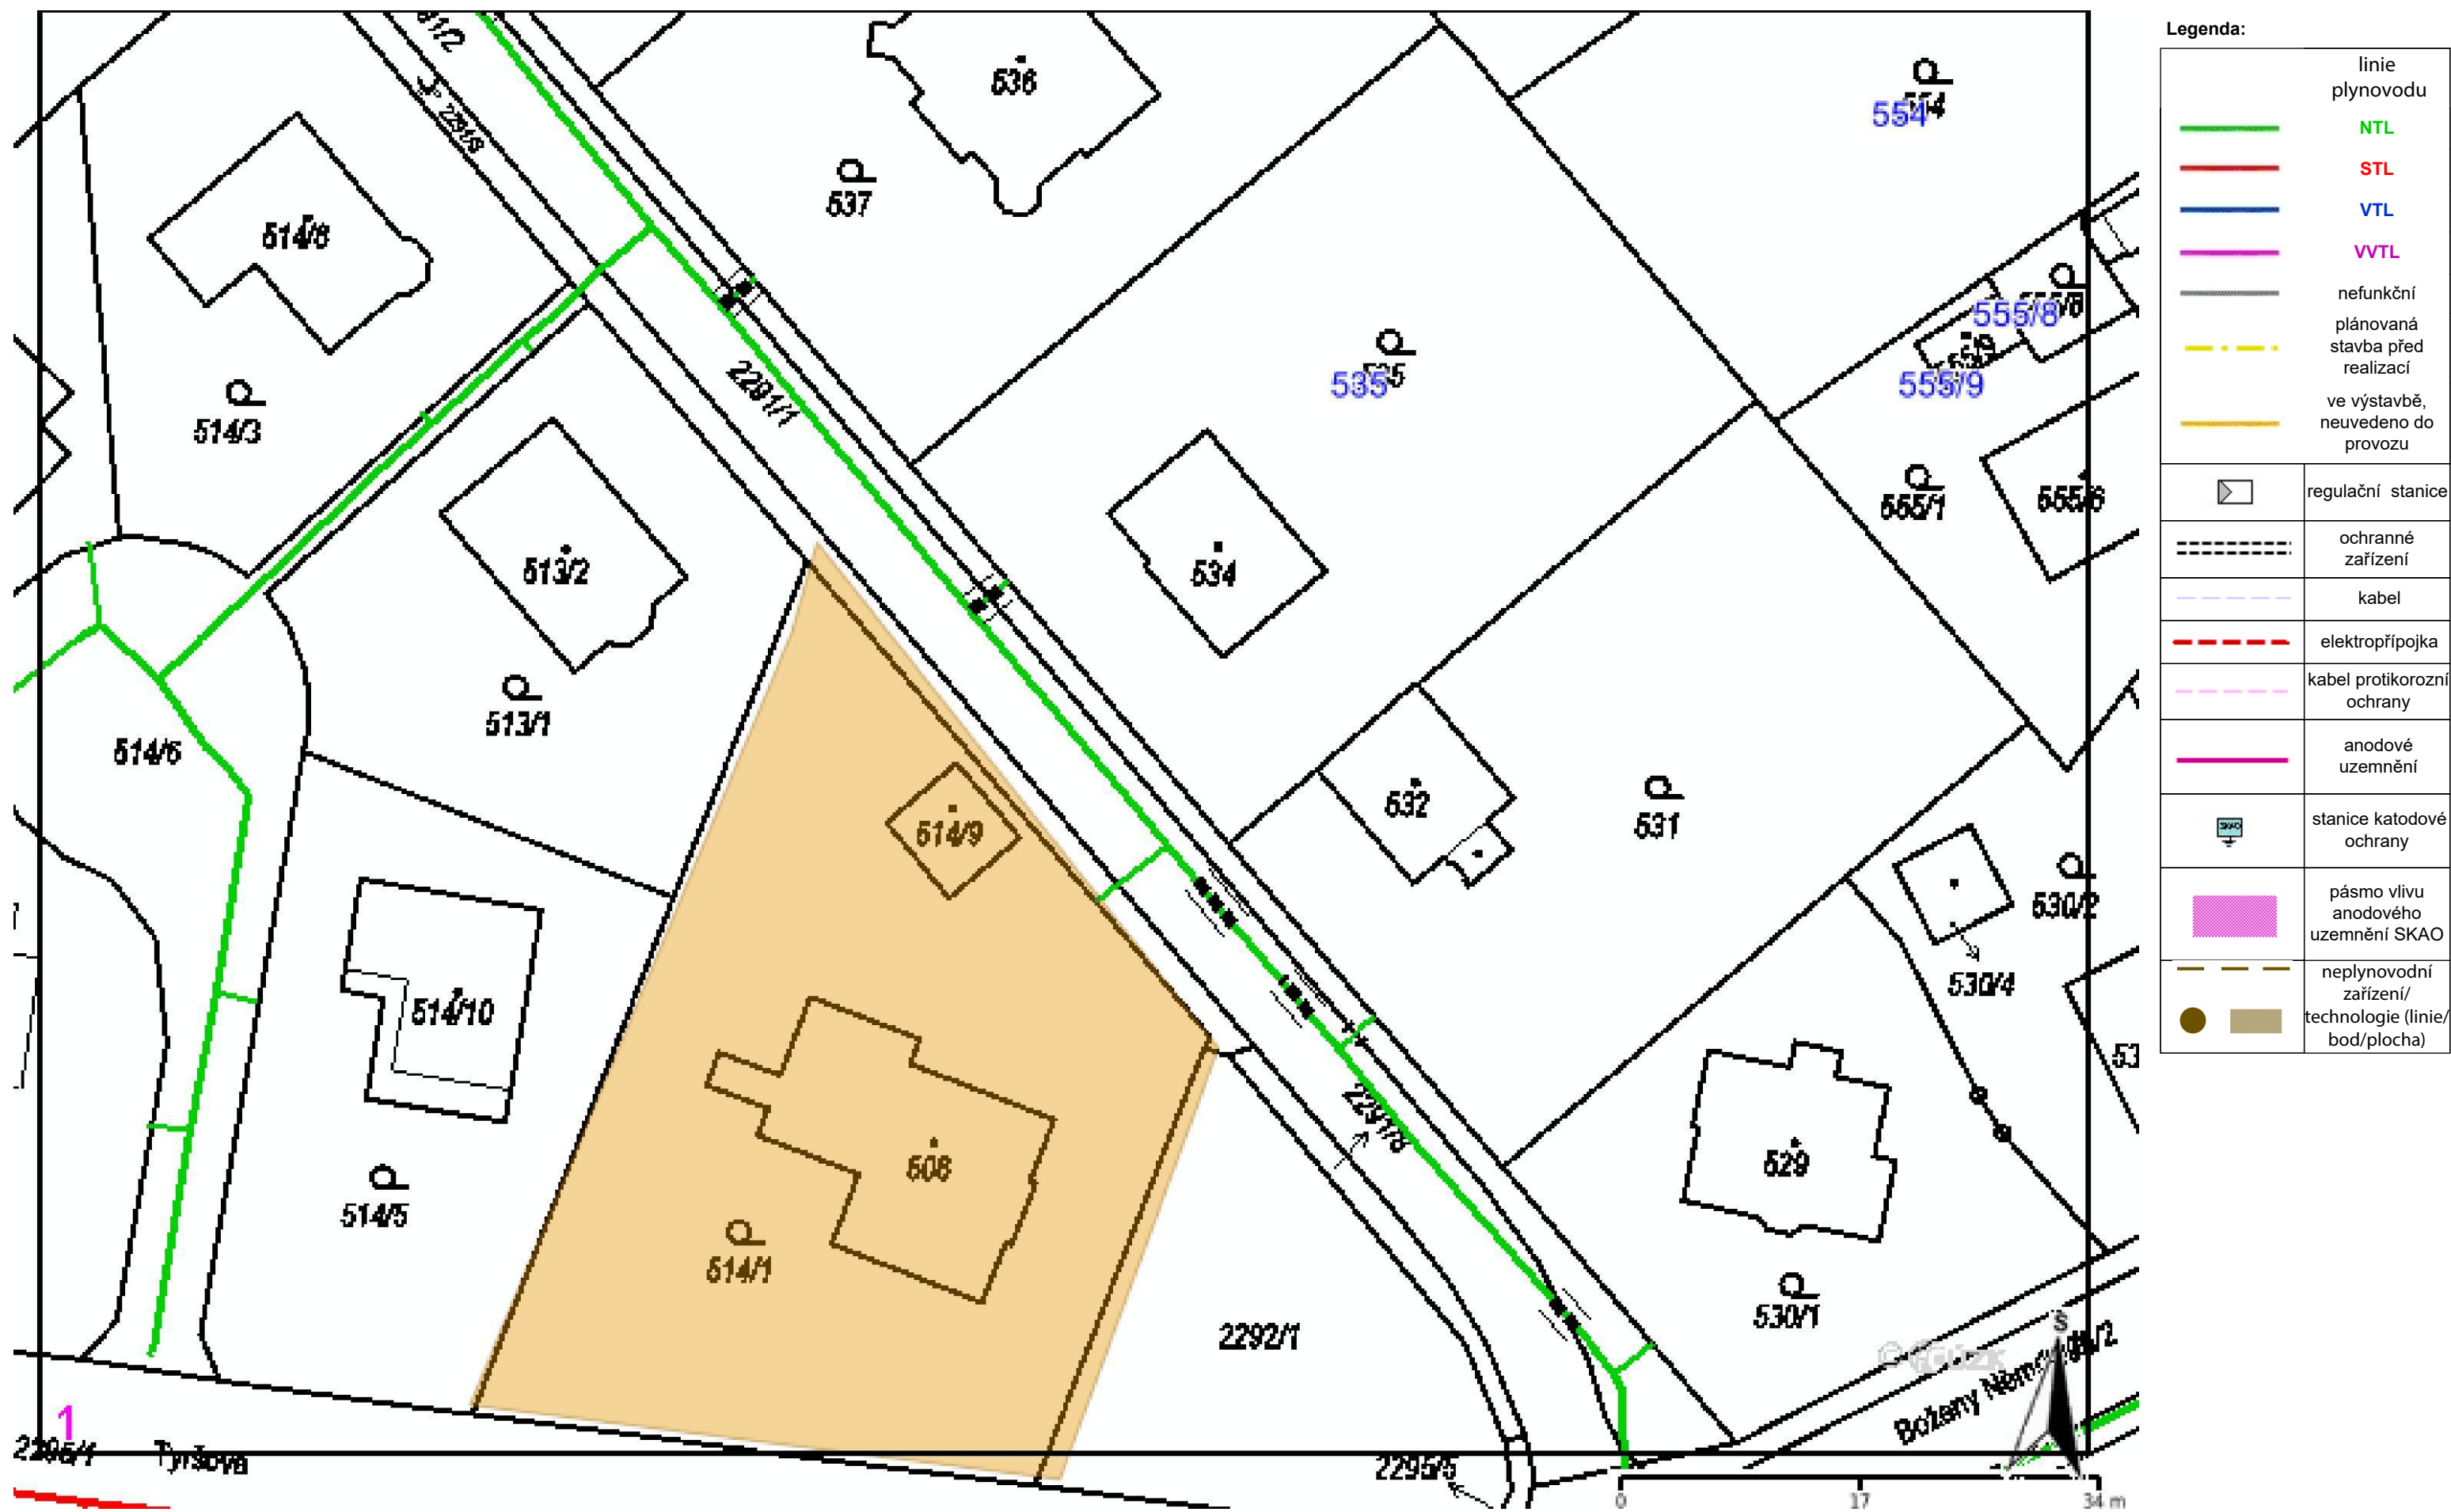 536
554
554
537
514/8
555/8
535
535
555/9
514/3
2291/1
555/1
555/6
513/2
534
513/1
514/6
532
531
514/9
530/2
530/4
514/10
53
529
608
514/5
514/1
2292/1
530/1
S
1
Tyršova
2295/5
0 17 34 m
Legenda:
linie
plynovodu
NTL
STL
VTL
VVTL
nefunkční
plánovaná
stavba před
realizací
ve výstavbě,
neuvedeno do
provozu
regulační stanice
ochranné
zařízení
kabel
elektropřípojka
kabel protikorozní
ochrany
anodové
uzemnění
SKAO
stanice katodové
ochrany
pásmo vlivu
anodového
uzemnění SKAO
neplynovodní
zařízení/
technologie (linie/
bod/plocha)